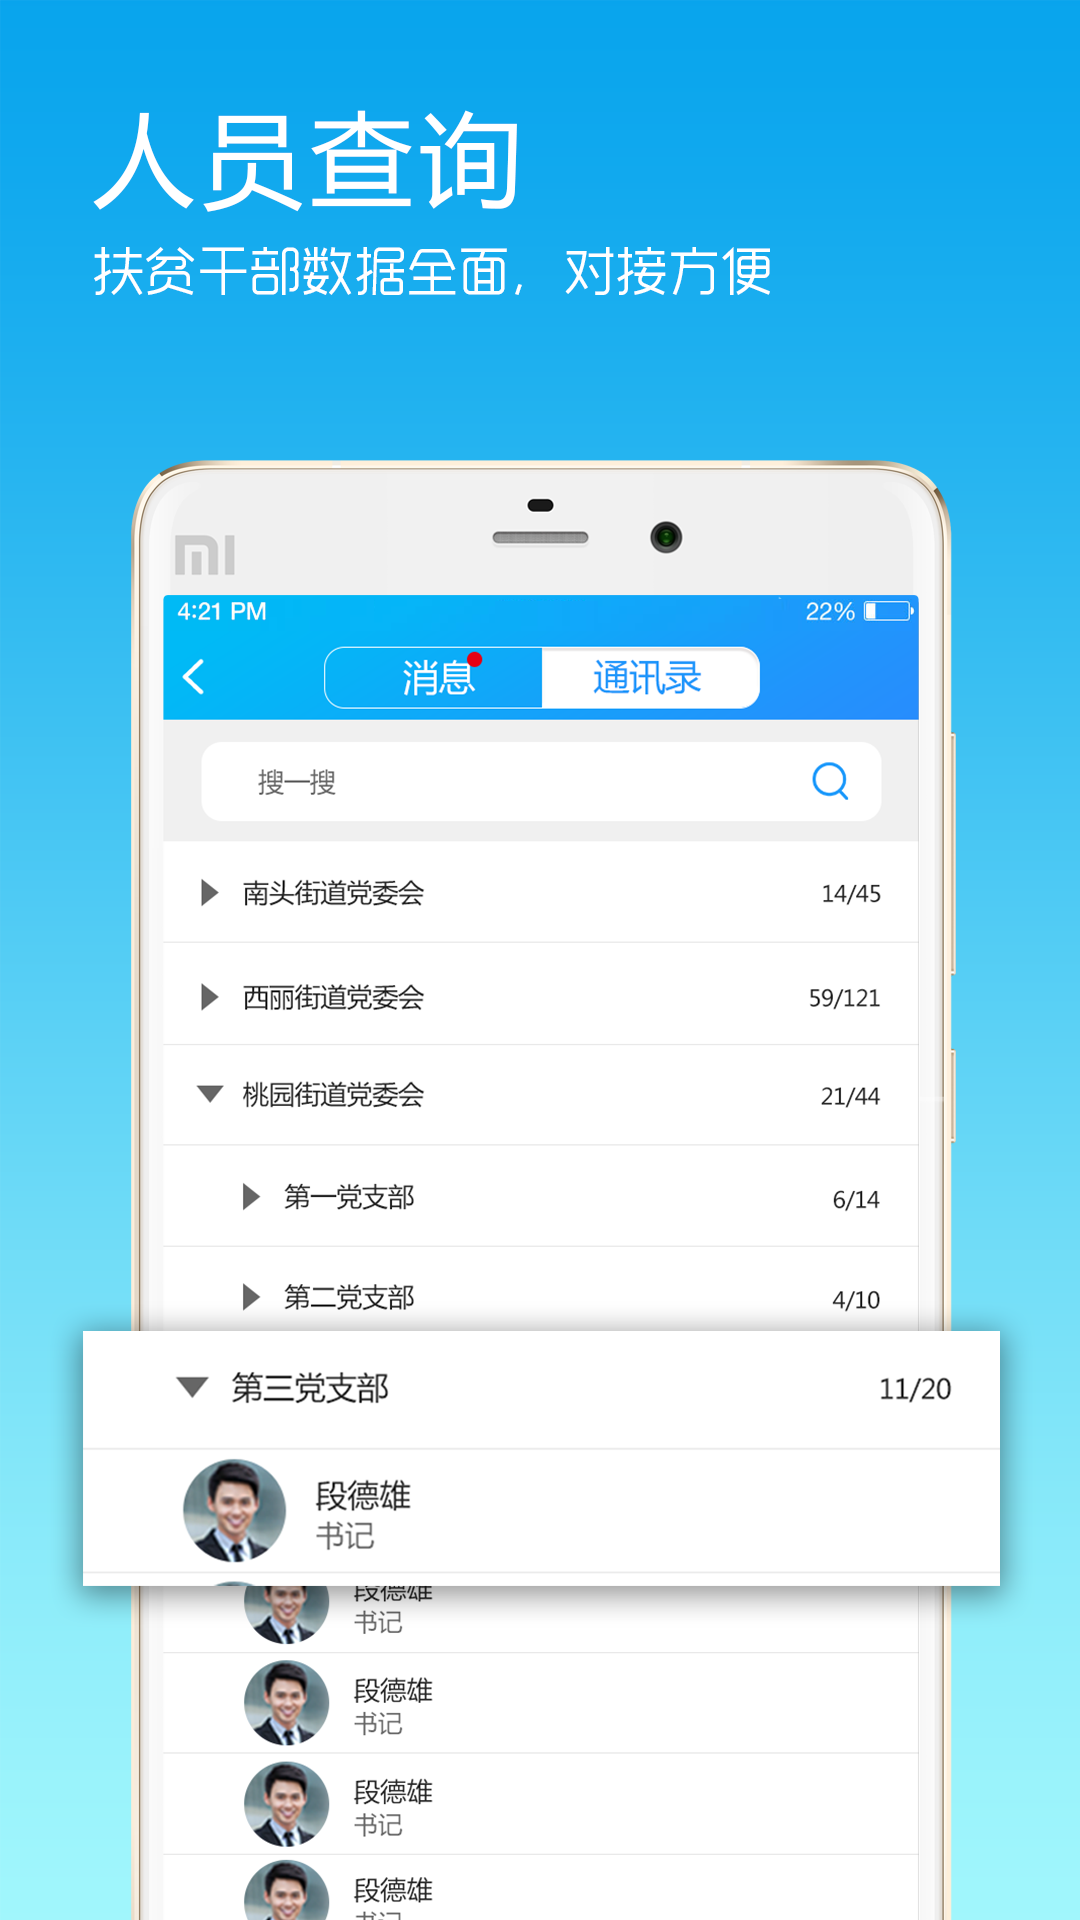 人员查询
扶贫干部数据全面，对接方便
MI
4:21 PM 22%
消息 通讯录
搜一搜
南头街道党委会 14/45
西丽街道党委会 59/121
桃园街道党委会 21/44
第一党支部 6/14
第二党支部 4/10
第三党支部 11/20
段德雄
书记
段德雄
书记
段德雄
书记
段德雄
书记
段德雄
书记